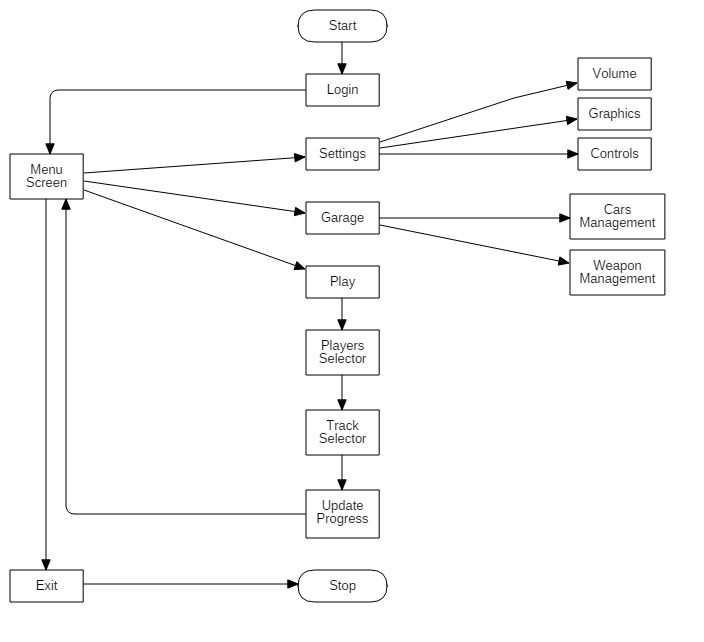 Start
Login
Volume
Graphics
Settings
Controls
Menu
Screen
Garage
Cars
Management
Weapon
Management
Play
Players
Selector
Track
Selector
Update
Progress
Exit
Stop